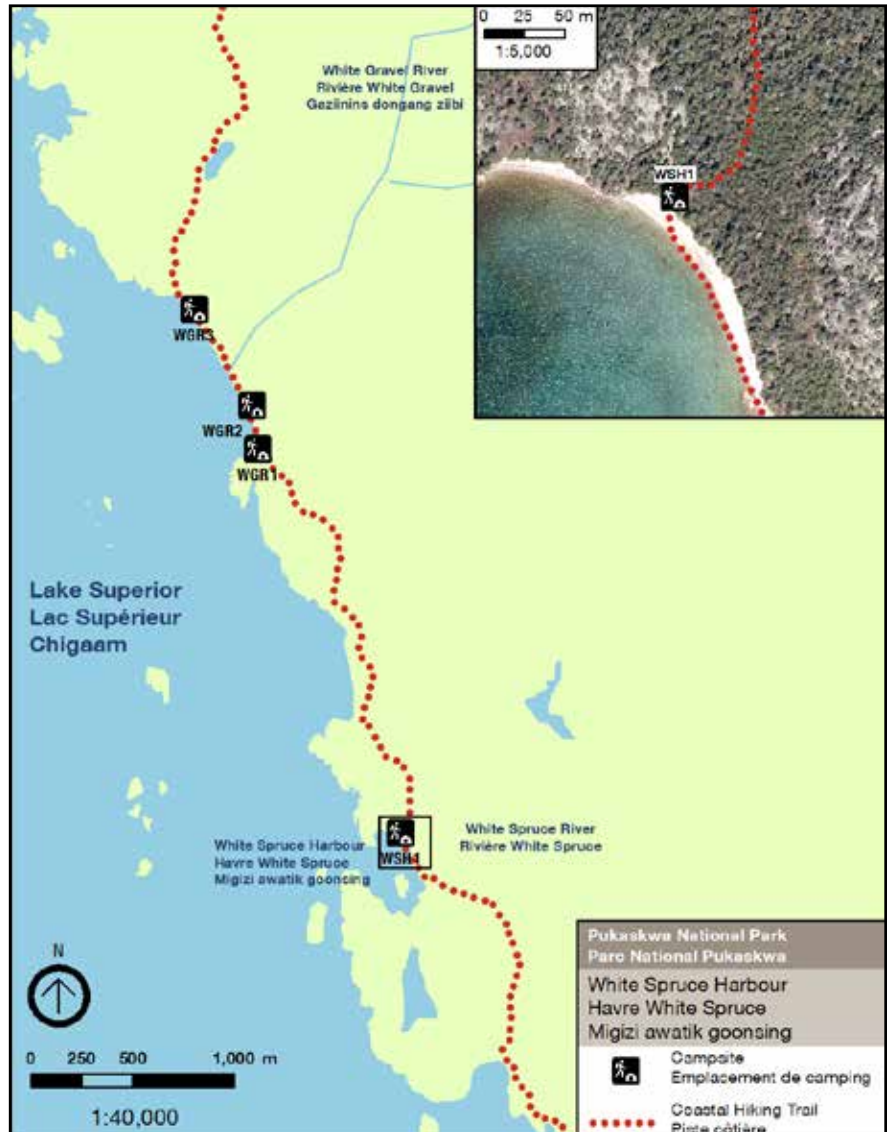 White Gravel River
Rivière White Gravel
Gaziinins dongang ziibi
0 25 50 m
1:5,000
WSH1
WGR3
WGR2
WGR1
Lake Superior
Lac Supérieur
Chigaam
White Spruce Harbour
Havre White Spruce
Migizi awatik goonsing
WSH1
White Spruce River
Rivière White Spruce
N
0 250 500 1,000 m
1:40,000
Pukaskwa National Park
Parc National Pukaskwa
White Spruce Harbour
Havre White Spruce
Migizi awatik goonsing
Campsite
Emplacement de camping
Coastal Hiking Trail
Piste côtière